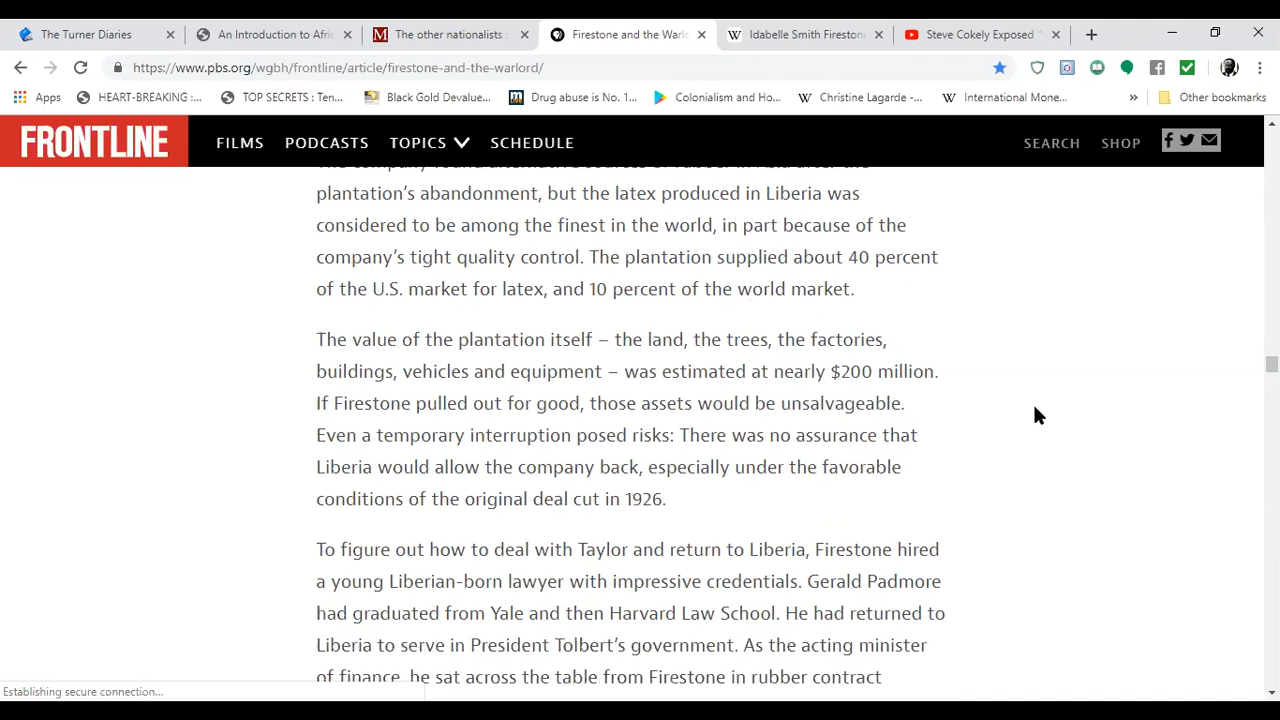 The Turner Diaries
An Introduction to Afri
The other nationalists :
Firestone and the Warlo
Idabelle Smith Firestone
Steve Cokely Exposed "
https://www.pbs.org/wgbh/frontline/article/firestone-and-the-warlord/
Apps
HEART-BREAKING :...
TOP SECRETS : Ten...
Black Gold Devalue...
Drug abuse is No. 1...
Colonialism and Ho...
Christine Lagarde -...
International Mone...
Other bookmarks
FRONTLINE
FILMS
PODCASTS
TOPICS
SCHEDULE
SEARCH
SHOP
plantation's abandonment, but the latex produced in Liberia was
considered to be among the finest in the world, in part because of the
company's tight quality control. The plantation supplied about 40 percent
of the U.S. market for latex, and 10 percent of the world market.
The value of the plantation itself – the land, the trees, the factories,
buildings, vehicles and equipment – was estimated at nearly $200 million.
If Firestone pulled out for good, those assets would be unsalvageable.
Even a temporary interruption posed risks: There was no assurance that
Liberia would allow the company back, especially under the favorable
conditions of the original deal cut in 1926.
To figure out how to deal with Taylor and return to Liberia, Firestone hired
a young Liberian-born lawyer with impressive credentials. Gerald Padmore
had graduated from Yale and then Harvard Law School. He had returned to
Liberia to serve in President Tolbert's government. As the acting minister
of finance, he sat across the table from Firestone in rubber contract
Establishing secure connection...